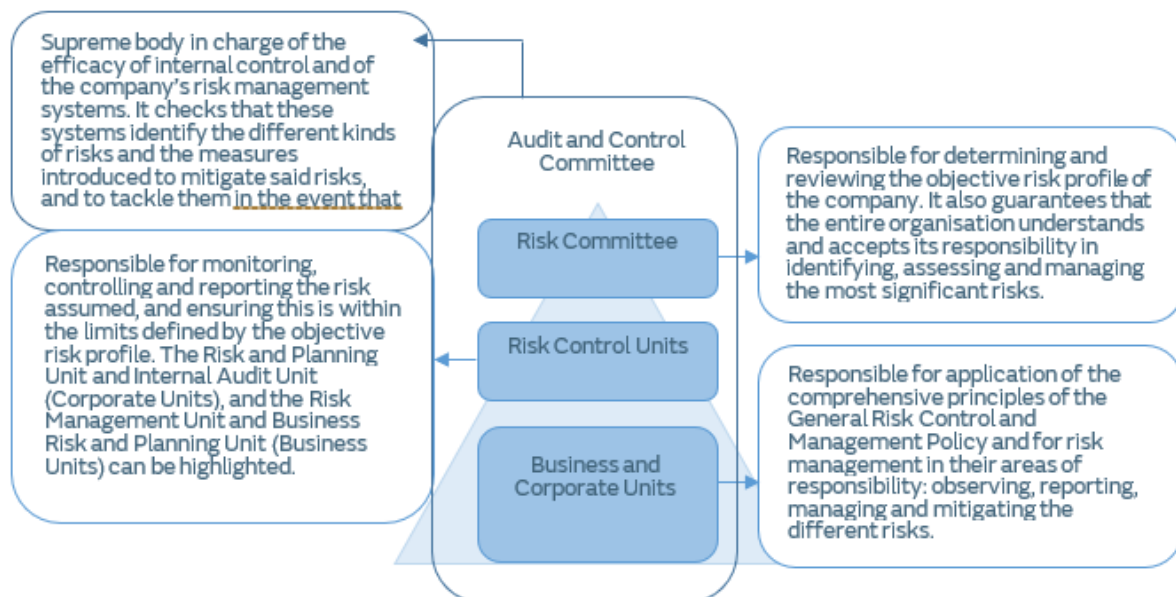 Supreme body in charge of the
efficacy of internal control and of
the company's risk management
systems. It checks that these
systems identify the different kinds
of risks and the measures
introduced to mitigate said risks,
and to tackle them in the event that
Audit and Control
Committee
Responsible for determining and
reviewing the objective risk profile of
the company. It also guarantees that
the entire organisation understands
and accepts its responsibility in
identifying, assessing and managing
the most significant risks.
Risk Committee
Responsible for monitoring,
controlling and reporting the risk
assumed, and ensuring this is within
the limits defined by the objective
risk profile. The Risk and Planning
Unit and Internal Audit Unit
(Corporate Units), and the Risk
Management Unit and Business
Risk and Planning Unit (Business
Units) can be highlighted.
Risk Control Units
Responsible for application of the
comprehensive principles of the
General Risk Control and
Management Policy and for risk
management in their areas of
responsibility: observing, reporting,
managing and mitigating the
different risks.
Business and
Corporate Units